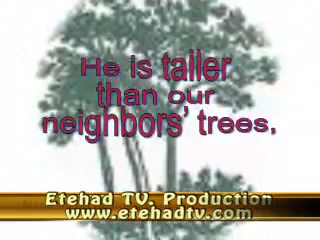 He is taller
than our
neighbors' trees,
Etehad TV. Production
www.etehadtv.com